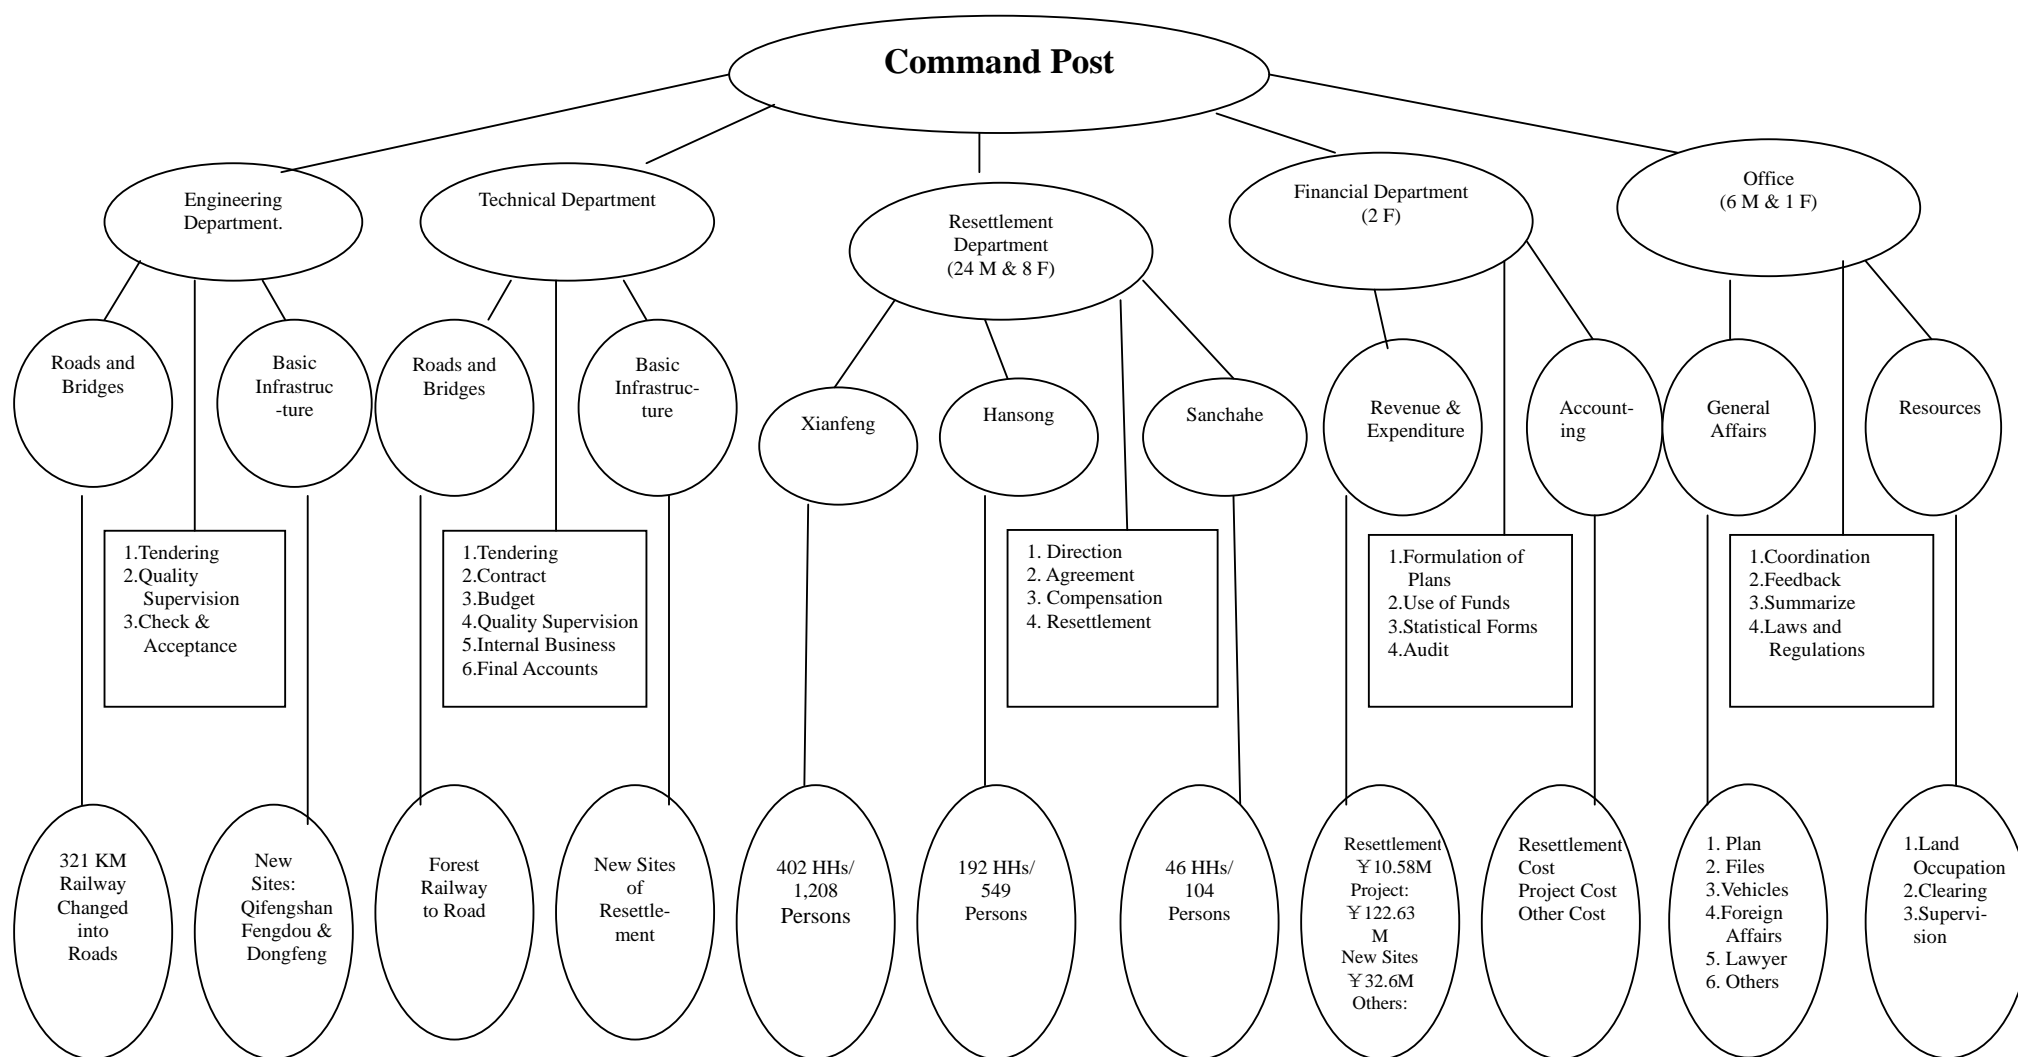 Command Post
Engineering
Department.
Technical Department
Resettlement
Department
(24 M & 8 F)
Financial Department
(2 F)
Office
(6 M & 1 F)
Roads and
Bridges
Basic
Infrastruc
-ture
Roads and
Bridges
Basic
Infrastruc-
ture
Xianfeng
Hansong
Sanchahe
Revenue &
Expenditure
Account-
ing
General
Affairs
Resources
1.Tendering
2.Quality
Supervision
3.Check &
Acceptance
1.Tendering
2.Contract
3.Budget
4.Quality Supervision
5.Internal Business
6.Final Accounts
1. Direction
2. Agreement
3. Compensation
4. Resettlement
1.Formulation of
Plans
2.Use of Funds
3.Statistical Forms
4.Audit
1.Coordination
2.Feedback
3.Summarize
4.Laws and
Regulations
321 KM
Railway
Changed
into
Roads
New
Sites:
Qifengshan
Fengdou &
Dongfeng
Forest
Railway
to Road
New Sites
of
Resettle-
ment
402 HHs/
1,208
Persons
192 HHs/
549
Persons
46 HHs/
104
Persons
Resettlement
¥10.58M
Project:
¥122.63
M
New Sites
¥32.6M
Others:
Resettlement
Cost
Project Cost
Other Cost
1. Plan
2. Files
3.Vehicles
4.Foreign
Affairs
5. Lawyer
6. Others
1.Land
Occupation
2.Clearing
3.Supervi-
sion